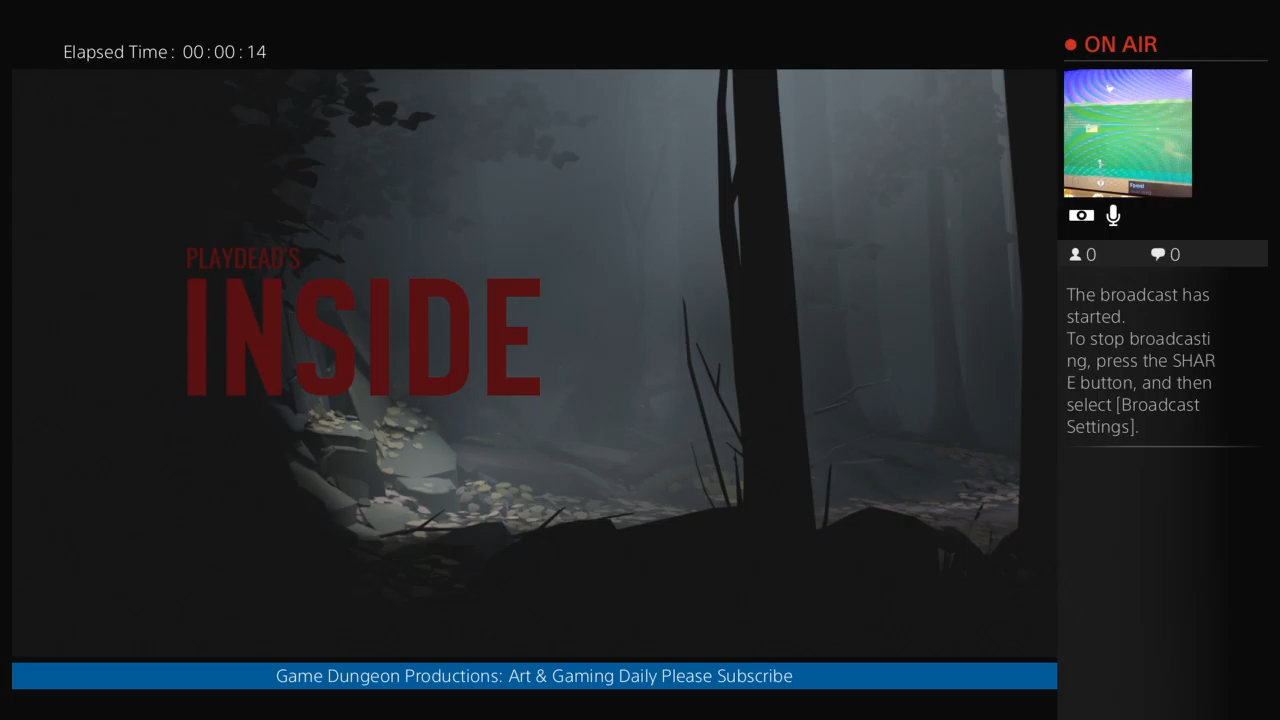 Elapsed Time: 00:00:14
ON AIR
PLAYDEAD'S
INSIDE
0 0
The broadcast has
started.
To stop broadcasti
ng, press the SHAR
E button, and then
select [Broadcast
Settings].
Game Dungeon Productions: Art & Gaming Daily Please Subscribe